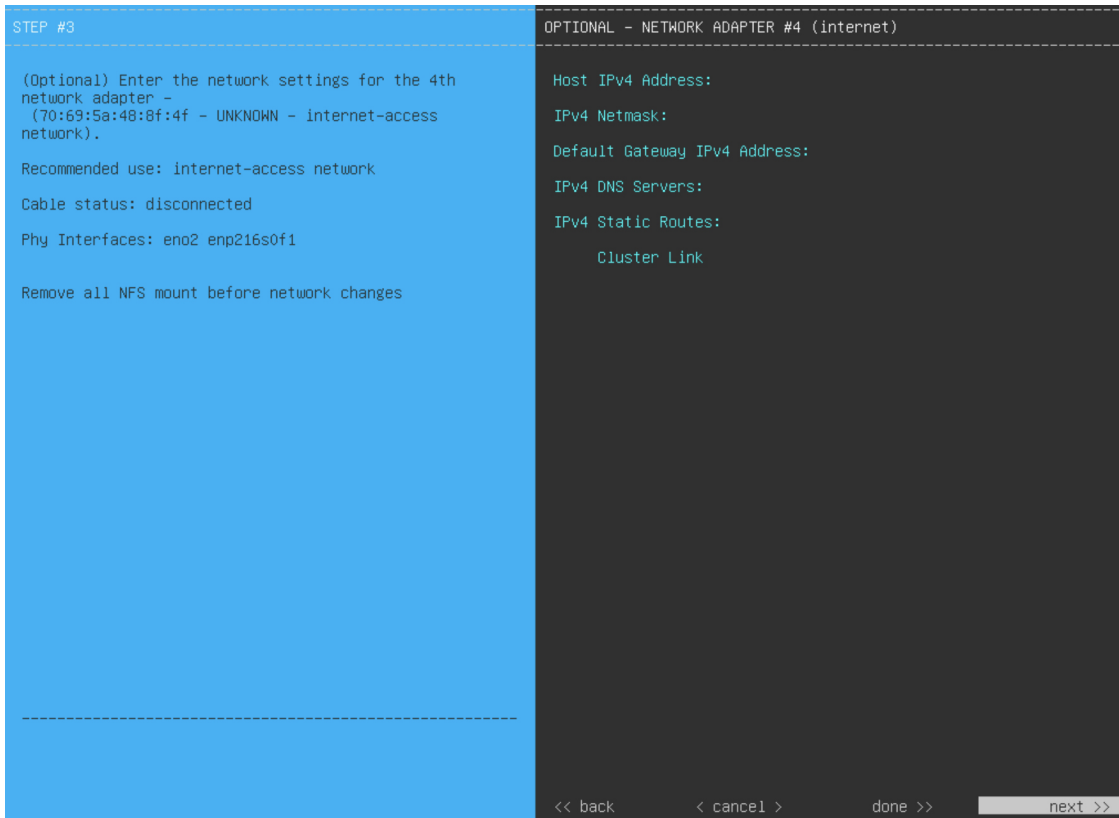 STEP #3
(Optional) Enter the network settings for the 4th
network adapter -
(70:69:5a:48:8f:4f - UNKNOWN - internet-access
network).
Recommended use: internet-access network
Cable status: disconnected
Phy Interfaces: eno2 enp216s0f1
Remove all NFS mount before network changes
OPTIONAL - NETWORK ADAPTER #4 (internet)
Host IPv4 Address:
IPv4 Netmask:
Default Gateway IPv4 Address:
IPv4 DNS Servers:
IPv4 Static Routes:
Cluster Link
<< back < cancel > done >> next >>